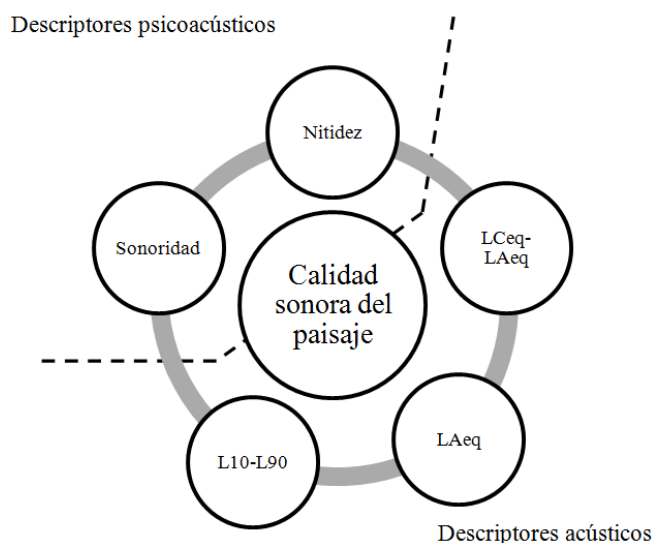 Descriptores psicoacústicos
Nitidez
Sonoridad
LCeq-
LAeq
Calidad
sonora del
paisaje
L10-L90
LAeq
Descriptores acústicos